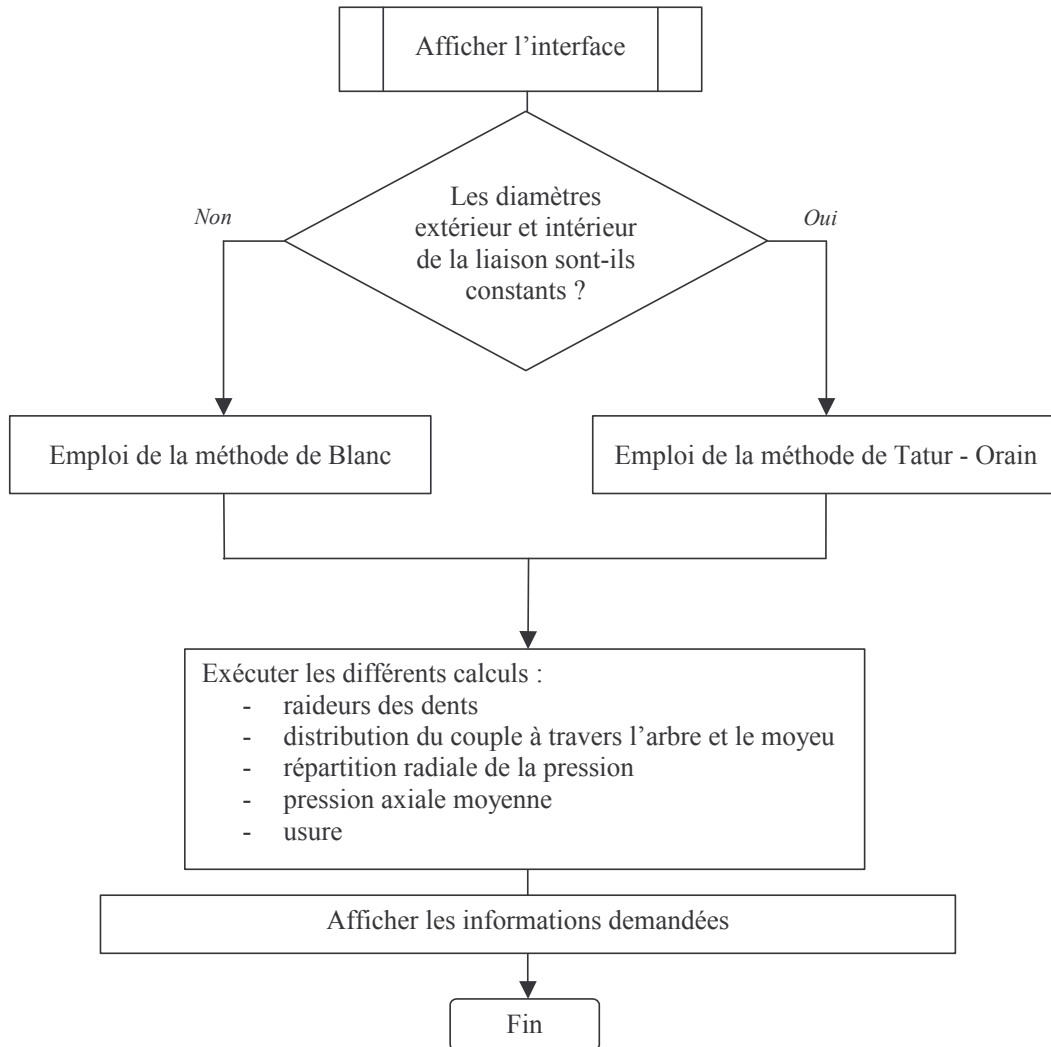 Afficher l’interface
Les diamètres
extérieur et intérieur
de la liaison sont-ils
constants ?
Non
Oui
Emploi de la méthode de Blanc
Emploi de la méthode de Tatur - Orain
Exécuter les différents calculs :
- raideurs des dents
- distribution du couple à travers l’arbre et le moyeu
- répartition radiale de la pression
- pression axiale moyenne
- usure
Afficher les informations demandées
Fin